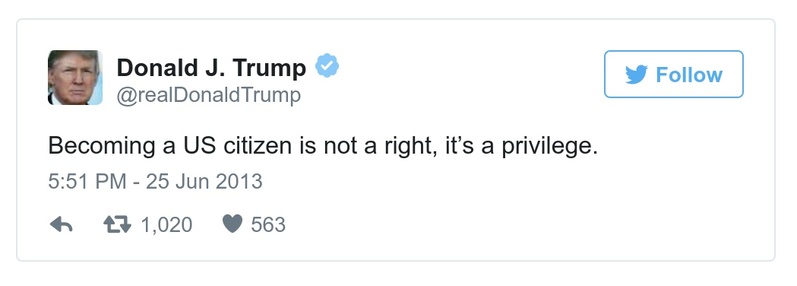 Donald J. Trump
@realDonaldTrump
Follow
Becoming a US citizen is not a right, it’s a privilege.
5:51 PM - 25 Jun 2013
1,020 563